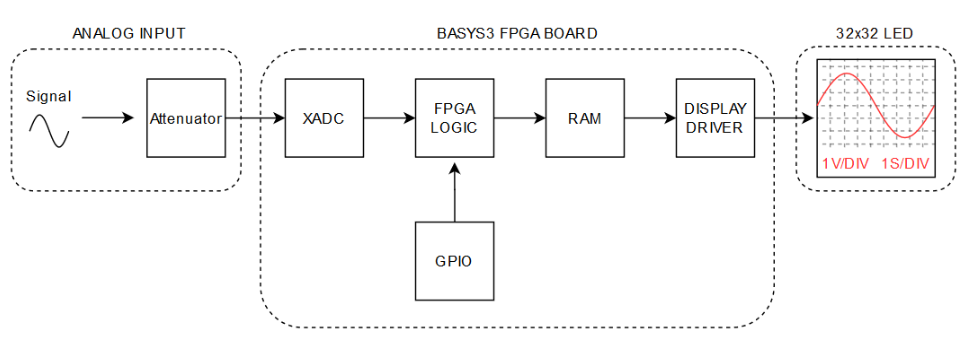 ANALOG INPUT
BASYS3 FPGA BOARD
32x32 LED
Signal
Attenuator
XADC
FPGA
LOGIC
RAM
DISPLAY
DRIVER
1V/DIV 1S/DIV
GPIO